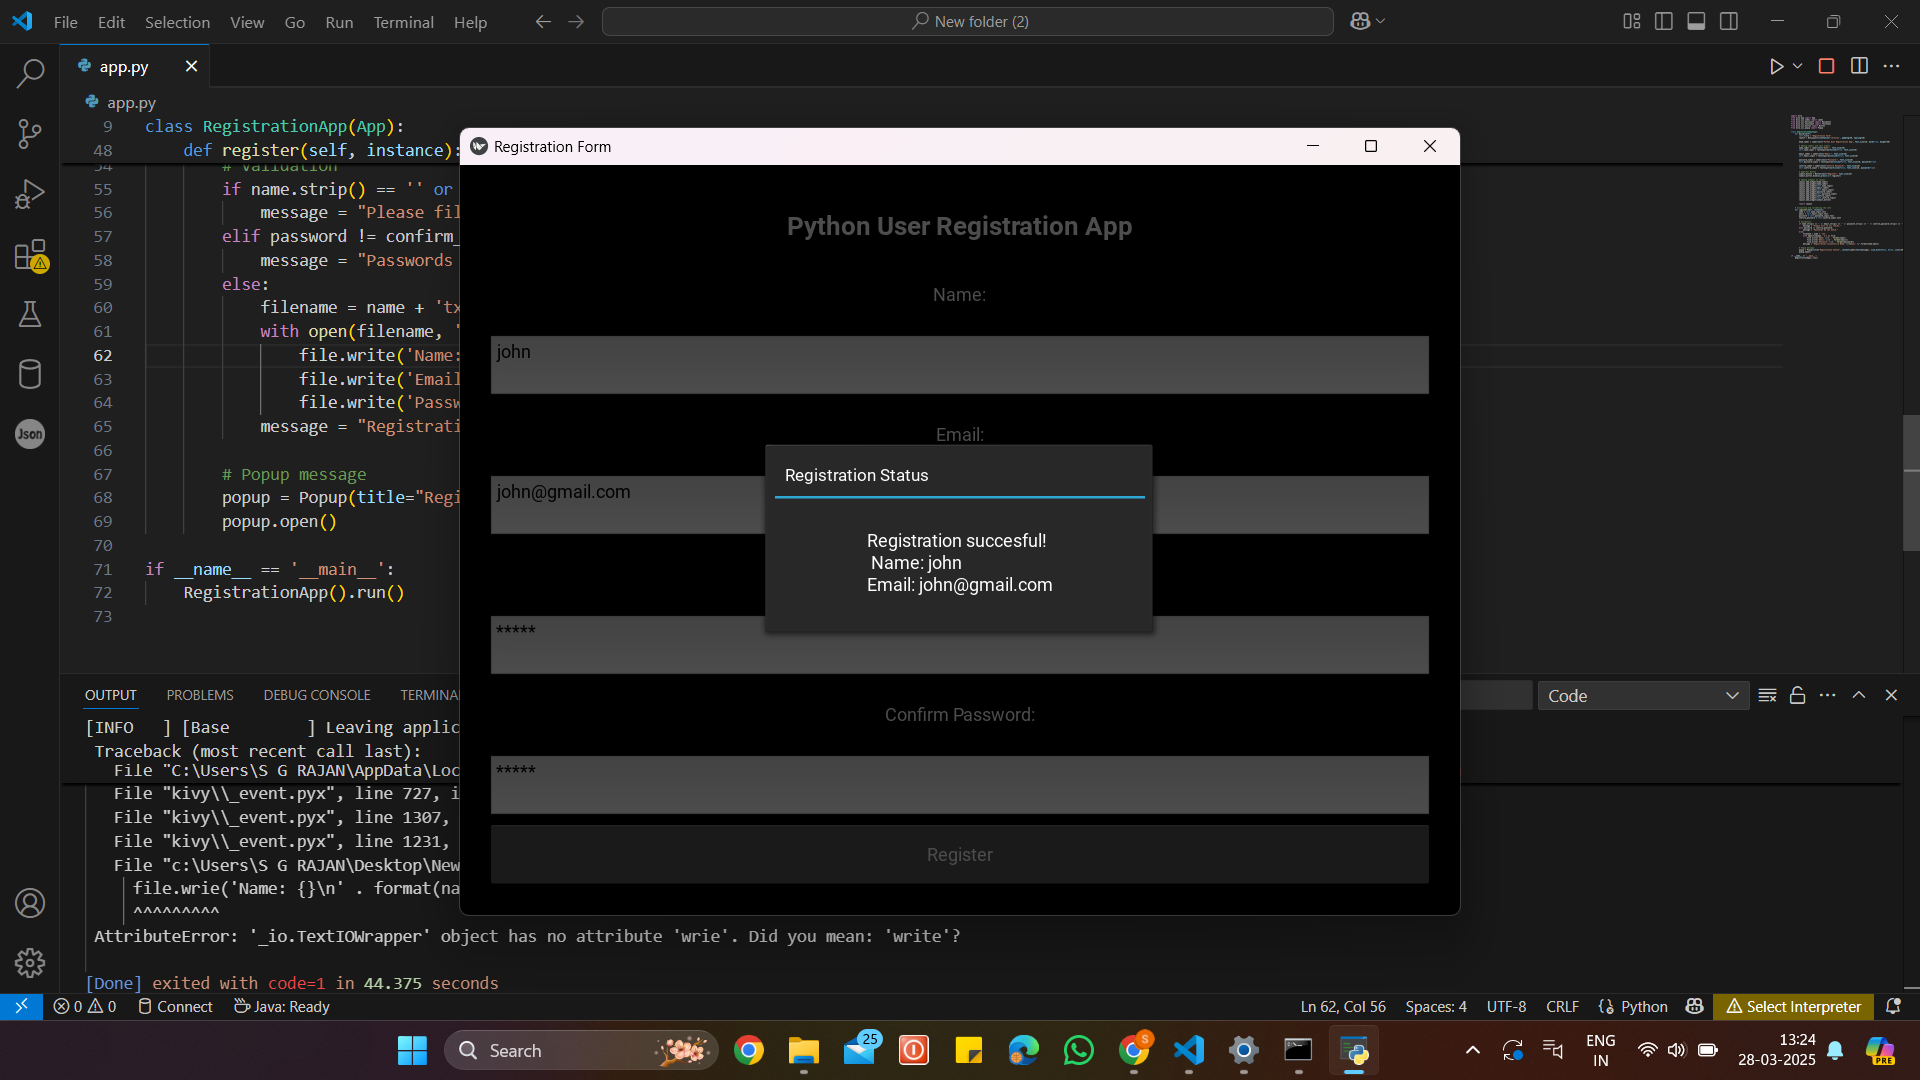 File Edit Selection View Go Run Terminal Help
New folder (2)
app.py
app.py
9 class RegistrationApp(App):
48 def register(self, instance):
55 if name.strip() == '' or
56 message = "Please fil
57 elif password != confirm_
58 message = "Passwords
59 else:
60 filename = name + 'tx
61 with open(filename, '
62 file.write('Name:
63 file.write('Email
64 file.write('Passw
65 message = "Registrati
66
67 # Popup message
68 popup = Popup(title="Regi
69 popup.open()
70
71 if __name__ == '__main__':
72 RegistrationApp().run()
73
Registration Form
Python User Registration App
Name:
john
Email:
john@gmail.com
Registration Status
Registration succesful!
Name: john
Email: john@gmail.com
*****
Confirm Password:
*****
Register
Json
OUTPUT PROBLEMS DEBUG CONSOLE TERMINA
Code
[INFO ] [Base ] Leaving applic
Traceback (most recent call last):
File "C:\Users\S G RAJAN\AppData\Loc
File "kivy\\_event.pyx", line 727, i
File "kivy\\_event.pyx", line 1307,
File "kivy\\_event.pyx", line 1231,
File "c:\Users\S G RAJAN\Desktop\New
file.wrie('Name: {}\n' . format(na
^^^^^^^^^
AttributeError: '_io.TextIOWrapper' object has no attribute 'wrie'. Did you mean: 'write'?
[Done] exited with code=1 in 44.375 seconds
0 0 Connect Java: Ready
Ln 62, Col 56 Spaces: 4 UTF-8 CRLF {} Python Select Interpreter
Search
25
S
ENG
IN
13:24
28-03-2025
PRE